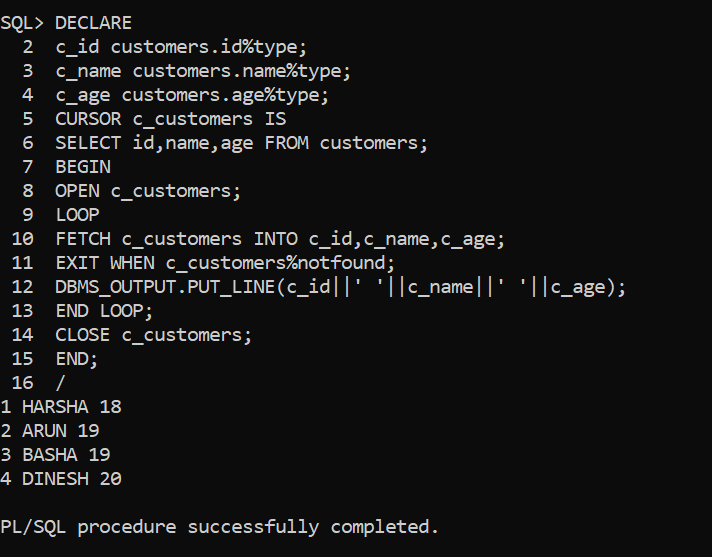 SQL> DECLARE
  2  c_id customers.id%type;
  3  c_name customers.name%type;
  4  c_age customers.age%type;
  5  CURSOR c_customers IS
  6  SELECT id,name,age FROM customers;
  7  BEGIN
  8  OPEN c_customers;
  9  LOOP
 10  FETCH c_customers INTO c_id,c_name,c_age;
 11  EXIT WHEN c_customers%notfound;
 12  DBMS_OUTPUT.PUT_LINE(c_id||' '||c_name||' '||c_age);
 13  END LOOP;
 14  CLOSE c_customers;
 15  END;
 16  /
1 HARSHA 18
2 ARUN 19
3 BASHA 19
4 DINESH 20
PL/SQL procedure successfully completed.